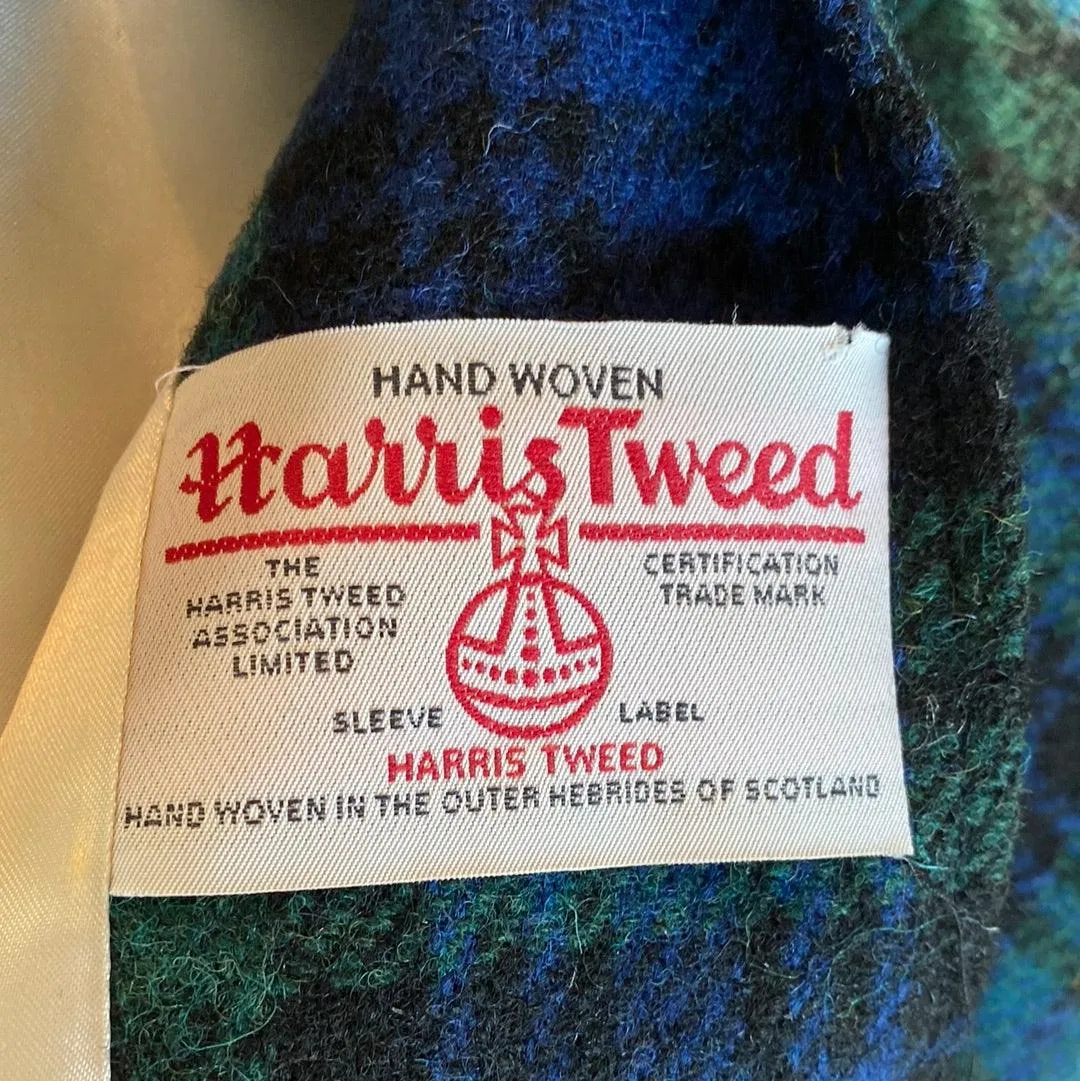 HAND WOVEN
Harris Tweed
THE
HARRIS TWEED
ASSOCIATION
LIMITED
CERTIFICATION
TRADE MARK
SLEEVE LABEL
HARRIS TWEED
HAND WOVEN IN THE OUTER HEBRIDES OF SCOTLAND